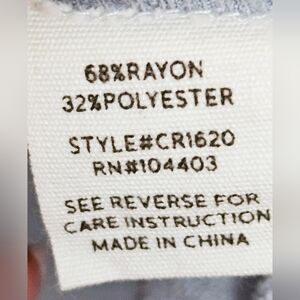 68%RAYON
32%POLYESTER
STYLE#CR1620
RN#104403
SEE REVERSE FOR
CARE INSTRUCTION
MADE IN CHINA